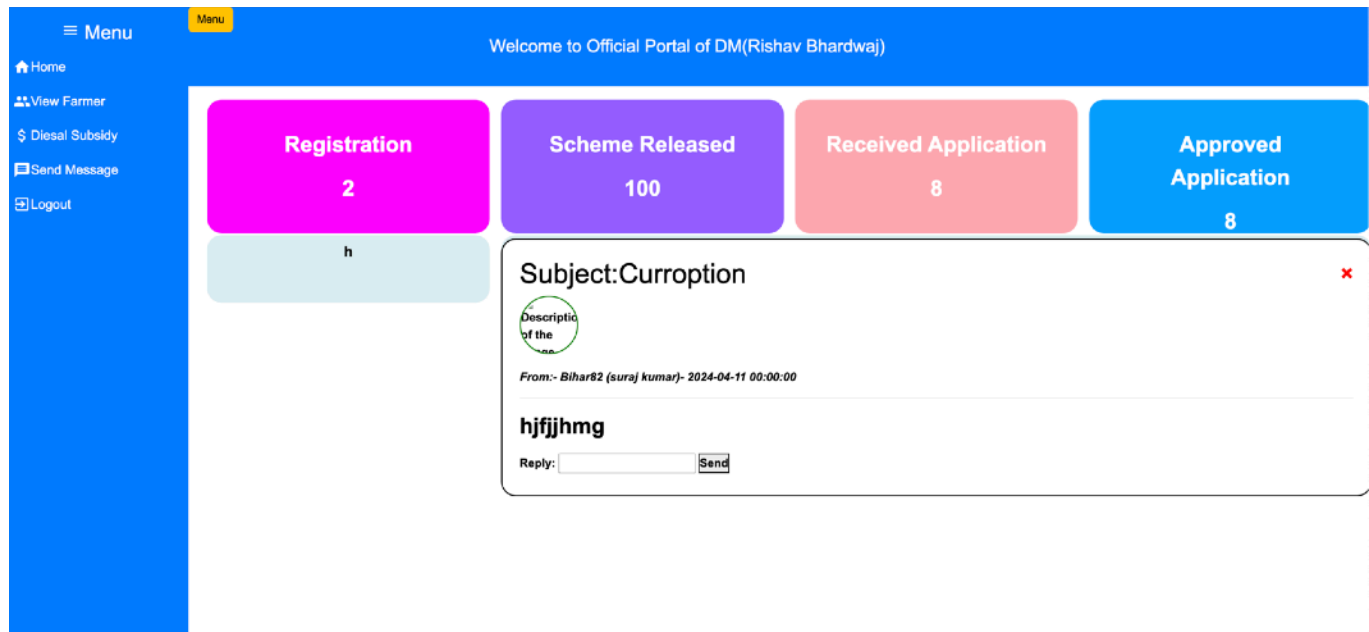 Menu
Home
View Farmer
$ Diesal Subsidy
Send Message
Logout
Menu
Welcome to Official Portal of DM(Rishav Bhardwaj)
Registration
2
Scheme Released
100
Received Application
8
Approved
Application
8
h
Subject:Curroption
Descriptio
of the
From:- Bihar82 (suraj kumar)- 2024-04-11 00:00:00
hjfjjhmg
Reply:
Send